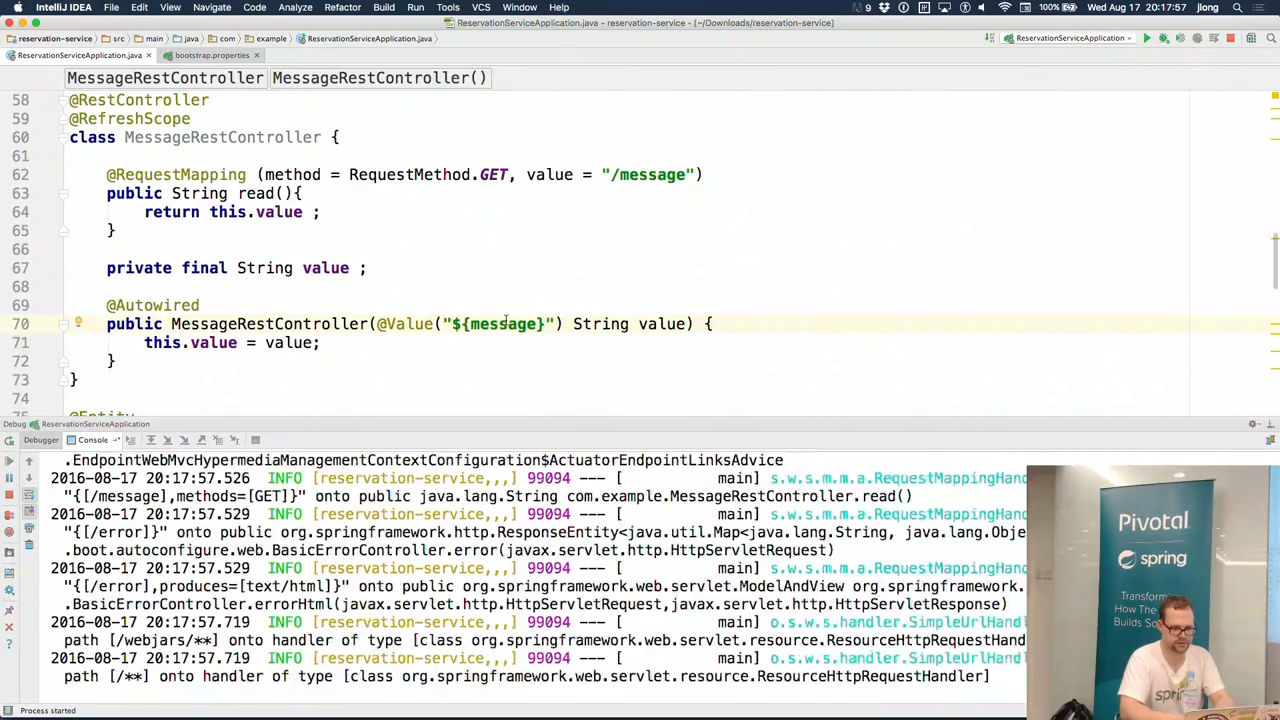 IntelliJ IDEA File Edit View Navigate Code Analyze Refactor Build Run Tools VCS Window Help 9 100% Wed Aug 17 20:17:57 jlong
ReservationServiceApplication.java - reservation-service - [~/Downloads/reservation-service]
reservation-service src main java com example ReservationServiceApplication.java ReservationServiceApplication
ReservationServiceApplication.java bootstrap.properties
MessageRestController MessageRestController()
58 @RestController
59 @RefreshScope
60 class MessageRestController {
61
62 @RequestMapping (method = RequestMethod.GET, value = "/message")
63 public String read(){
64 return this.value ;
65 }
66
67 private final String value ;
68
69 @Autowired
70 public MessageRestController(@Value("${message}") String value) {
71 this.value = value;
72 }
73 }
74
75 @Entity
Debug ReservationServiceApplication
Debugger Console
.EndpointWebMvcHypermediaManagementContextConfiguration$ActuatorEndpointLinksAdvice
2016-08-17 20:17:57.526 INFO [reservation-service,,,] 99094 --- [ main] s.w.s.m.m.a.RequestMappingHand
"{[/message],methods=[GET]}" onto public java.lang.String com.example.MessageRestController.read()
2016-08-17 20:17:57.529 INFO [reservation-service,,,] 99094 --- [ main] s.w.s.m.m.a.RequestMappingHand
"{[/error]}" onto public org.springframework.http.ResponseEntity<java.util.Map<java.lang.String, java.lang.Obje
.boot.autoconfigure.web.BasicErrorController.error(javax.servlet.http.HttpServletRequest)
2016-08-17 20:17:57.529 INFO [reservation-service,,,] 99094 --- [ main] s.w.s.m.m.a.RequestMappingHa
"{[/error],produces=[text/html]}" onto public org.springframework.web.servlet.ModelAndView org.springframework.
.BasicErrorController.errorHtml(javax.servlet.http.HttpServletRequest,javax.servlet.http.HttpServletResponse)
2016-08-17 20:17:57.719 INFO [reservation-service,,,] 99094 --- [ main] o.s.w.s.handler.SimpleUrlHand
path [/webjars/**] onto handler of type [class org.springframework.web.servlet.resource.ResourceHttpRequestHand
2016-08-17 20:17:57.719 INFO [reservation-service,,,] 99094 --- [ main] o.s.w.s.handler.SimpleUrlHand
path [/**] onto handler of type [class org.springframework.web.servlet.resource.ResourceHttpRequestHandler]
Process started
Pivotal
spring
Transform
How The
Builds So